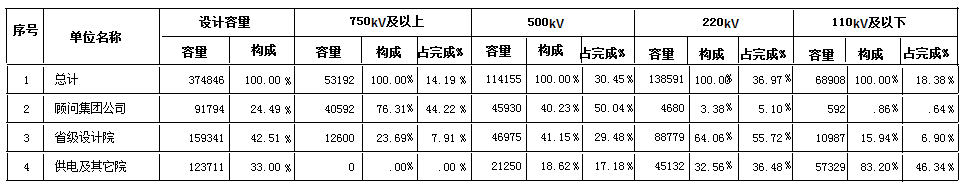 序号 单位名称 设计容量 750kV及以上 500kV 220kV 110kV及以下
容量 构成 容量 构成 占完成% 容量 构成 占完成% 容量 构成 占完成% 容量 构成 占完成%
1 总计 374846 100.00% 53192 100.00% 14.19% 114155 100.00% 30.45% 138591 100.00% 36.97% 68908 100.00% 18.38%
2 顾问集团公司 91794 24.49% 40592 76.31% 44.22% 45930 40.23% 50.04% 4680 3.38% 5.10% 592 .86% .64%
3 省级设计院 159341 42.51% 12600 23.69% 7.91% 46975 41.15% 29.48% 88779 64.06% 55.72% 10987 15.94% 6.90%
4 供电及其它院 123711 33.00% 0 .00% .00% 21250 18.62% 17.18% 45132 32.56% 36.48% 57329 83.20% 46.34%